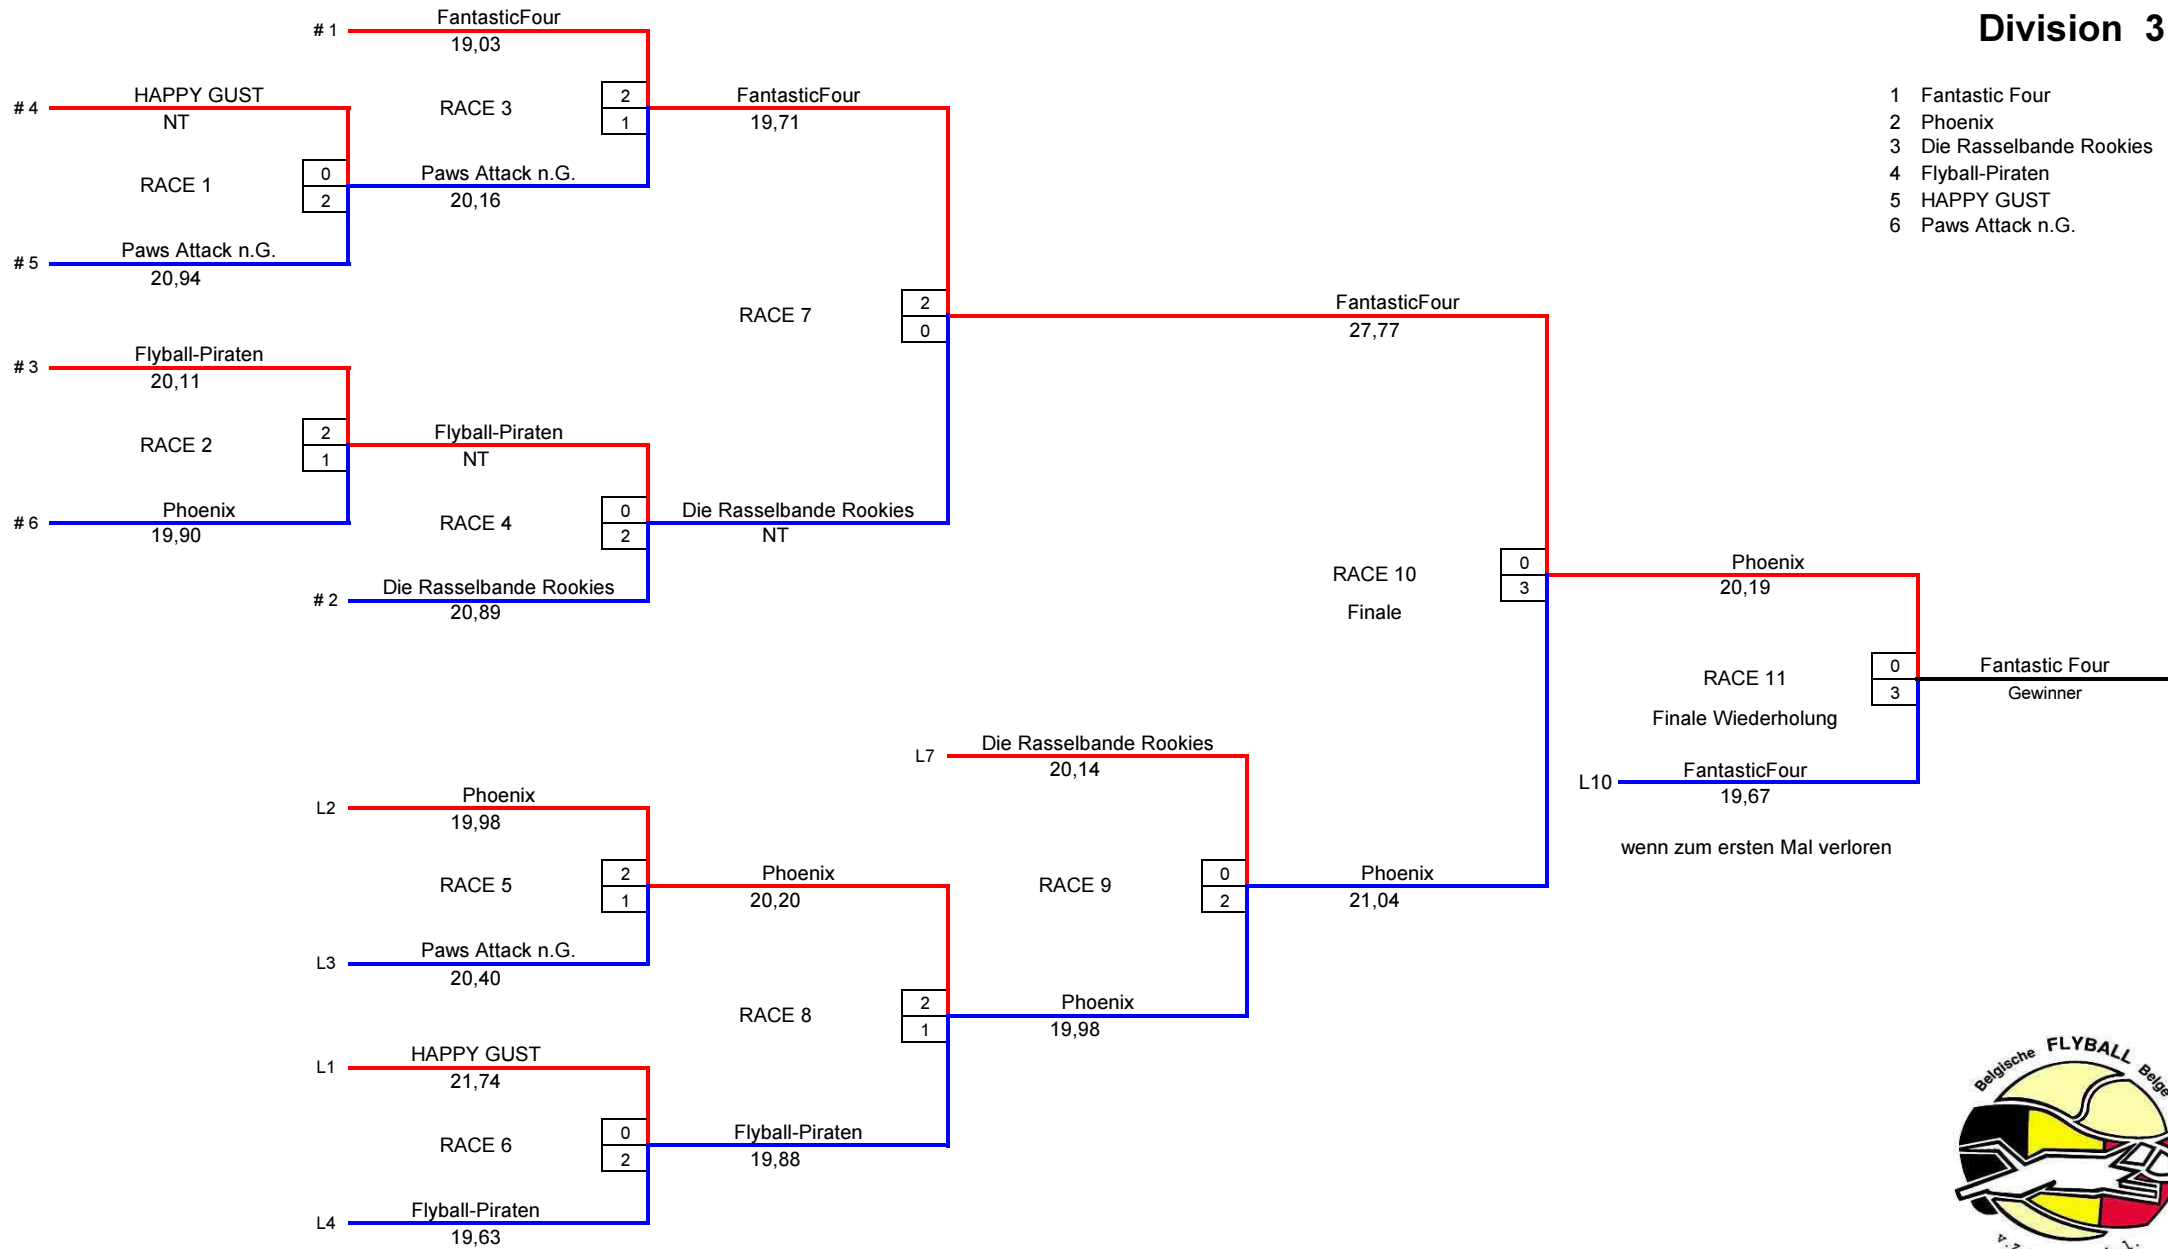 Division 3
1 Fantastic Four
2 Phoenix
3 Die Rasselbande Rookies
4 Flyball-Piraten
5 HAPPY GUST
6 Paws Attack n.G.
# 1 FantasticFour
19,03
# 4 HAPPY GUST
NT
RACE 1
0
2
# 5 Paws Attack n.G.
20,94
RACE 3
2
1
Paws Attack n.G.
20,16
# 3 Flyball-Piraten
20,11
RACE 2
2
1
# 6 Phoenix
19,90
Flyball-Piraten
NT
RACE 4
0
2
# 2 Die Rasselbande Rookies
20,89
FantasticFour
19,71
RACE 7
2
0
Die Rasselbande Rookies
NT
FantasticFour
27,77
RACE 10
Finale
0
3
Phoenix
20,19
RACE 11
Finale Wiederholung
0
3
Fantastic Four
Gewinner
L10 FantasticFour
19,67
wenn zum ersten Mal verloren
L7 Die Rasselbande Rookies
20,14
RACE 9
0
2
Phoenix
21,04
L2 Phoenix
19,98
RACE 5
2
1
L3 Paws Attack n.G.
20,40
Phoenix
20,20
RACE 8
2
1
Phoenix
19,98
L1 HAPPY GUST
21,74
RACE 6
0
2
L4 Flyball-Piraten
19,63
Flyball-Piraten
19,88
Belgische FLYBALL